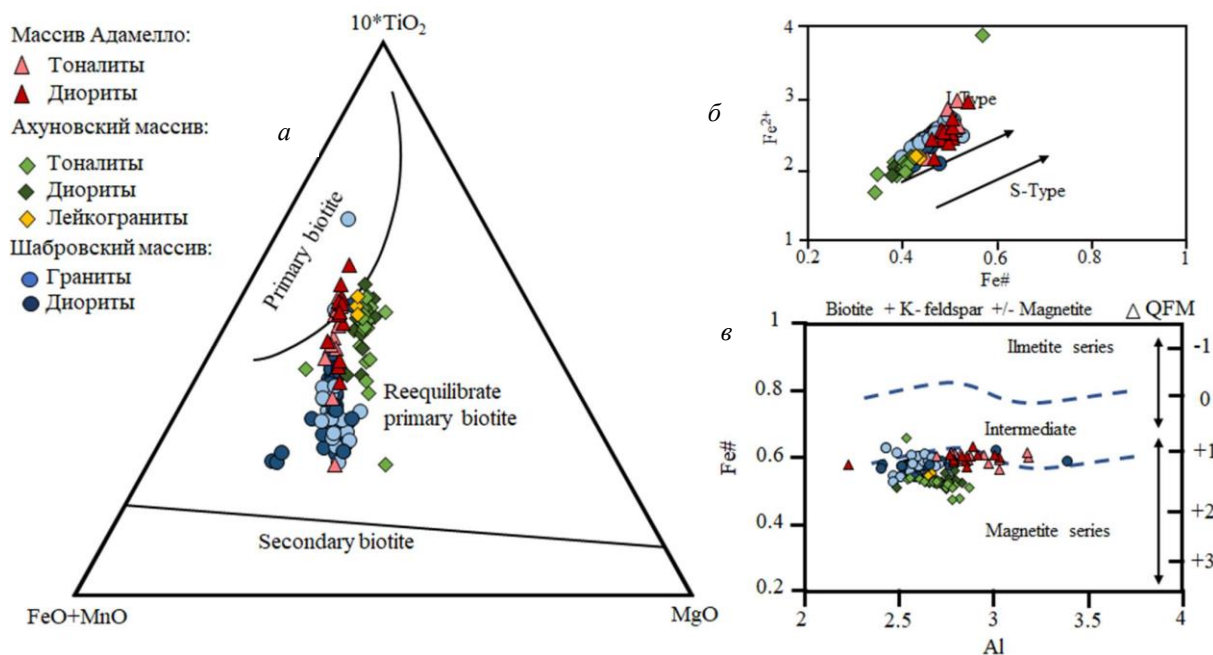 Массив Адамелло:
Тоналиты
Диориты
Ахуновский массив:
Тоналиты
Диориты
Лейкограниты
Шабровский массив:
Граниты
Диориты
10*TiO₂
а
Primary biotite
Reequilibrate
primary biotite
Secondary biotite
FeO+MnO
MgO
б
4
3
2
1
Fe²⁺
I-Type
S-Type
0.2
0.4
0.6
0.8
1
Fe#
в
Biotite + K- feldspar +/- Magnetite
△ QFM
1
0.8
0.6
0.4
0.2
Fe#
Ilmetite series
Intermediate
Magnetite series
-1
0
+1
+2
+3
2
2.5
3
3.5
4
Al